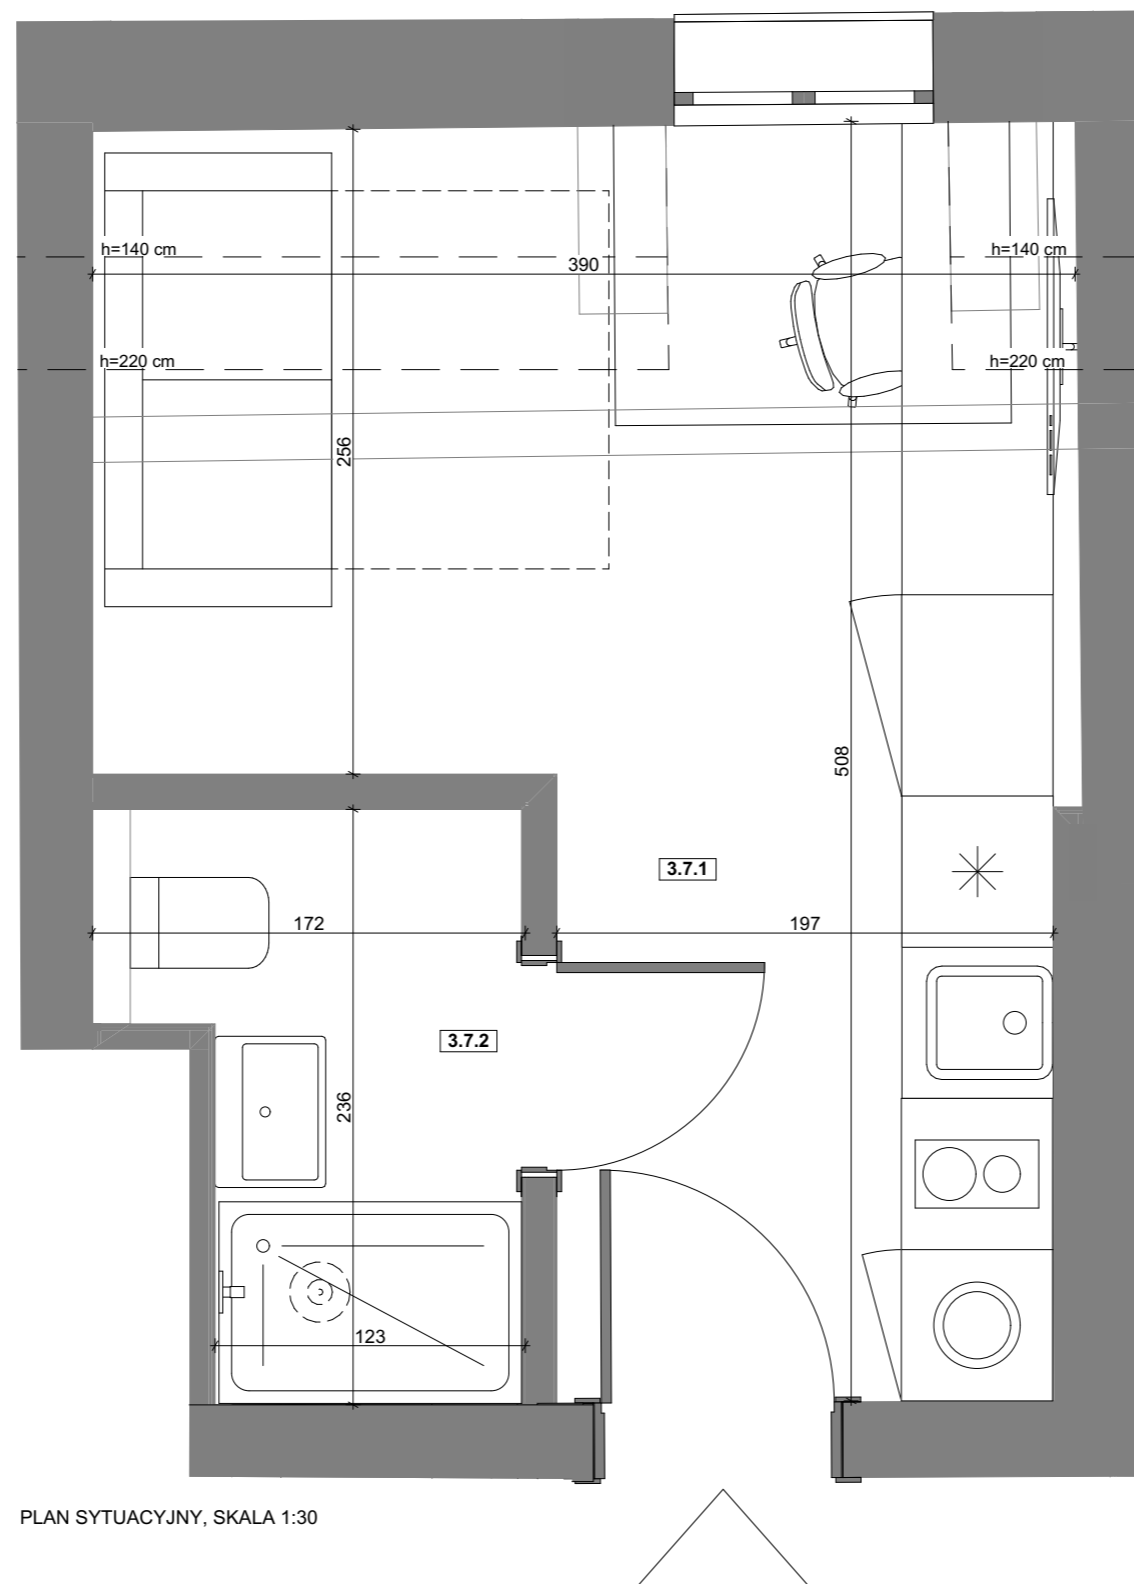 h=140 cm
h=140 cm
390
h=220 cm
h=220 cm
256
508
3.7.1
172
197
3.7.2
236
123
PLAN SYTUACYJNY, SKALA 1:30